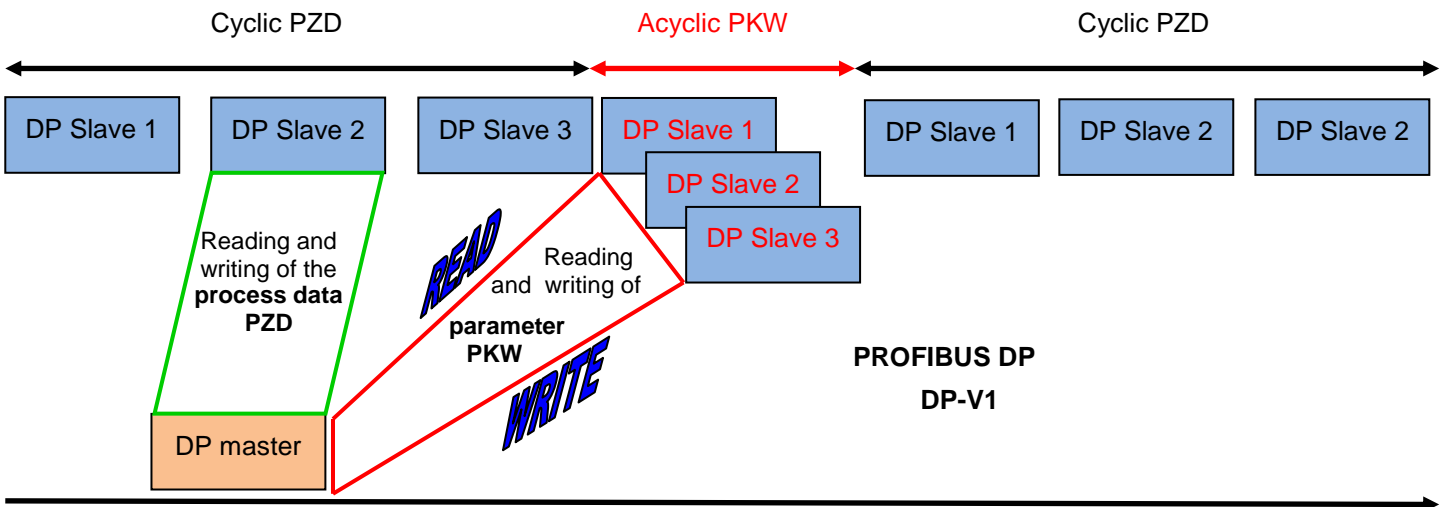 Cyclic PZD
Acyclic PKW
Cyclic PZD
DP Slave 1
DP Slave 2
DP Slave 3
DP Slave 1
DP Slave 2
DP Slave 3
DP Slave 1
DP Slave 2
DP Slave 2
Reading and
writing of the
process data
PZD
READ
Reading
and writing of
parameter
PKW
WRITE
PROFIBUS DP
DP-V1
DP master